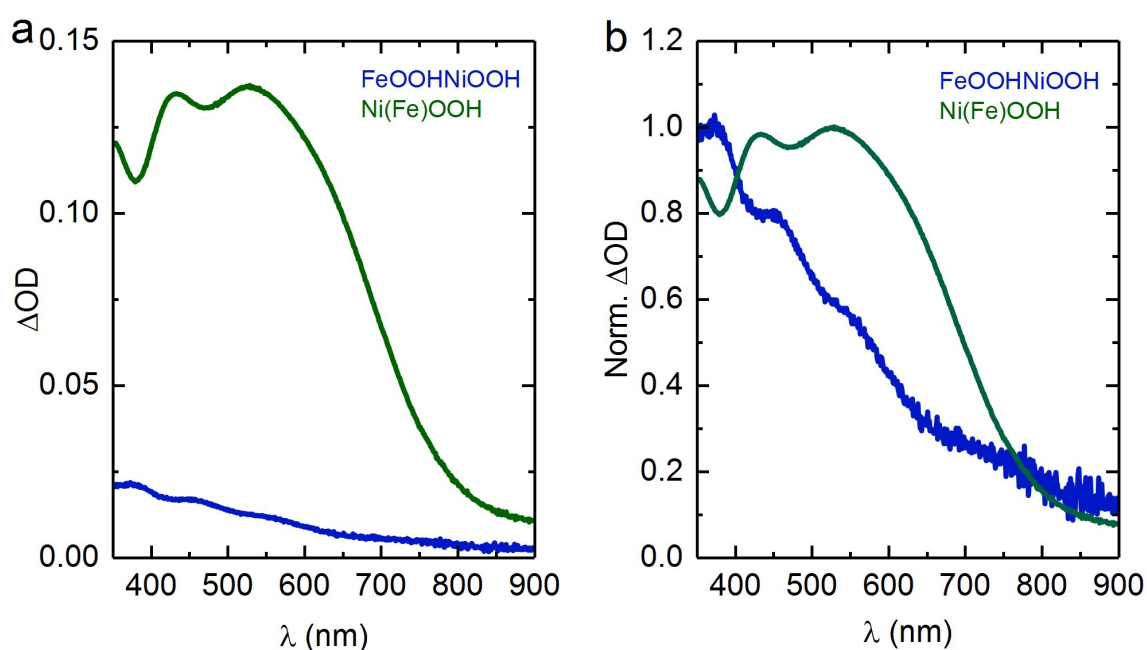 a
0.15
0.10
0.05
0.00
ΔOD
FeOOHNiOOH
Ni(Fe)OOH
400 500 600 700 800 900
λ (nm)
b
1.2
1.0
0.8
0.6
0.4
0.2
0.0
Norm. ΔOD
FeOOHNiOOH
Ni(Fe)OOH
400 500 600 700 800 900
λ (nm)